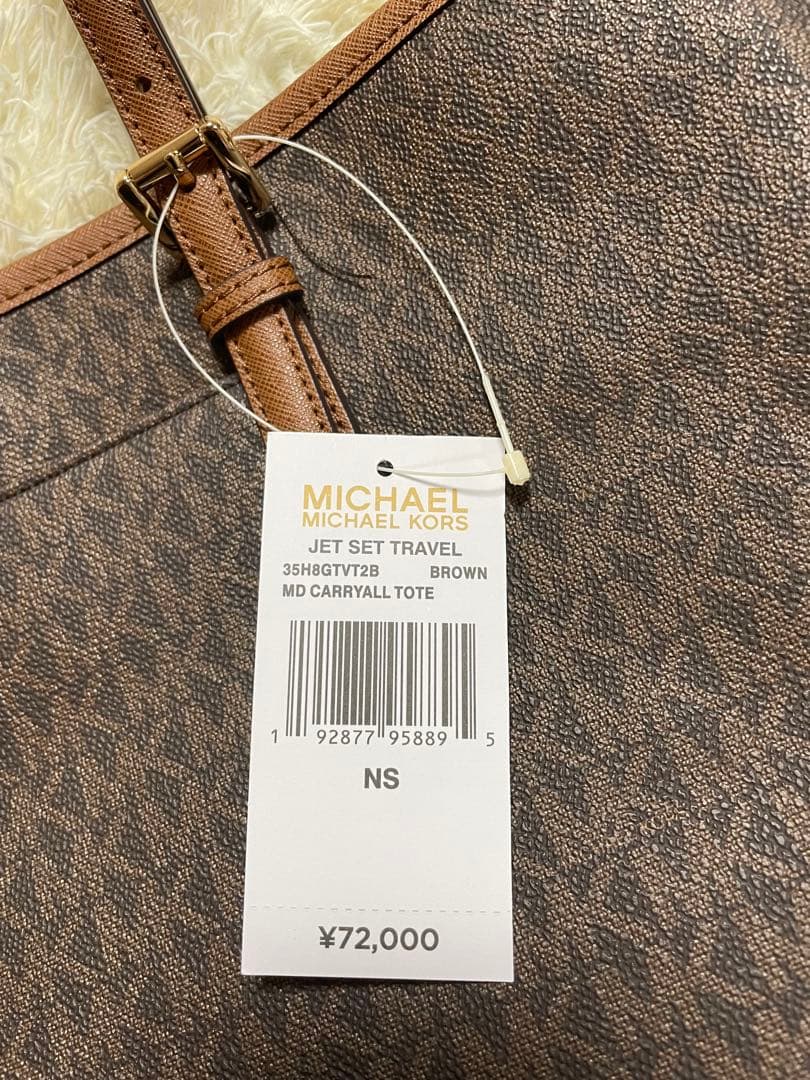 MICHAEL
MICHAEL KORS
JET SET TRAVEL
35H8GTVT2B BROWN
MD CARRYALL TOTE
1 92877 95889 5
NS
¥72,000